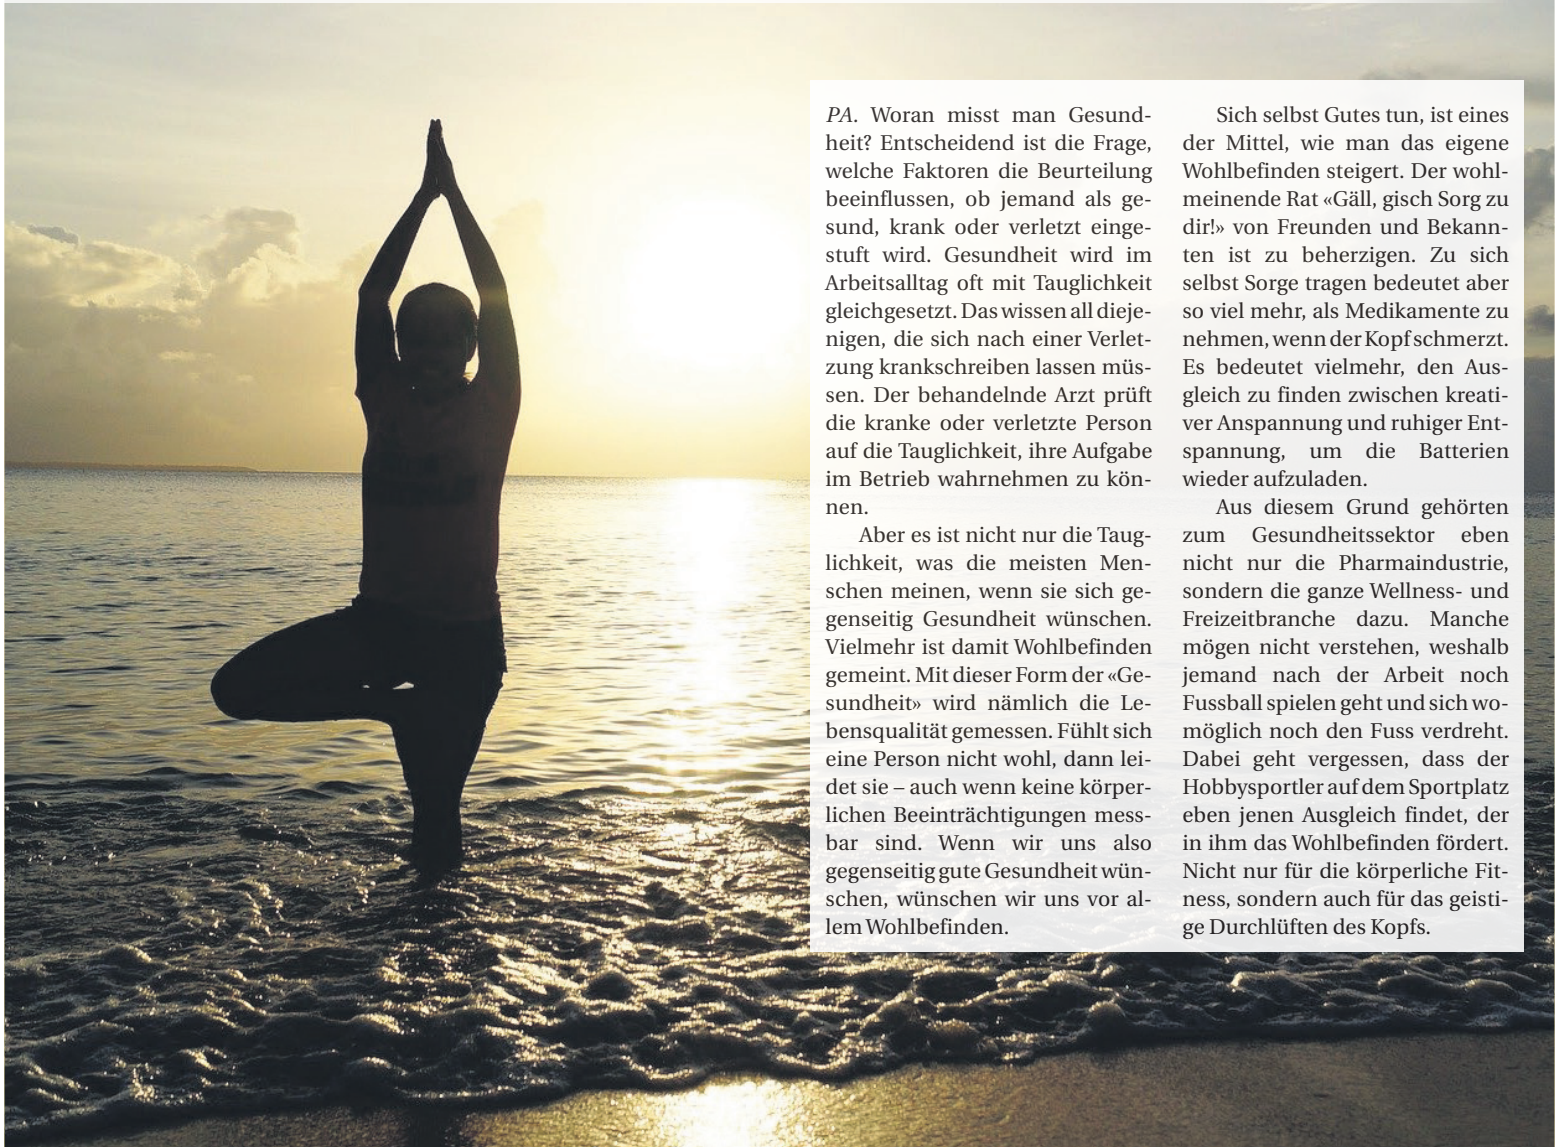 PA. Woran misst man Gesund-
heit? Entscheidend ist die Frage,
welche Faktoren die Beurteilung
beeinflussen, ob jemand als ge-
sund, krank oder verletzt einge-
stuft wird. Gesundheit wird im
Arbeitsalltag oft mit Tauglichkeit
gleichgesetzt. Das wissen all dieje-
nigen, die sich nach einer Verlet-
zung krankschreiben lassen müs-
sen. Der behandelnde Arzt prüft
die kranke oder verletzte Person
auf die Tauglichkeit, ihre Aufgabe
im Betrieb wahrnehmen zu kön-
nen.
Aber es ist nicht nur die Taug-
lichkeit, was die meisten Men-
schen meinen, wenn sie sich ge-
genseitig Gesundheit wünschen.
Vielmehr ist damit Wohlbefinden
gemeint. Mit dieser Form der «Ge-
sundheit» wird nämlich die Le-
bensqualität gemessen. Fühlt sich
eine Person nicht wohl, dann lei-
det sie – auch wenn keine körper-
lichen Beeinträchtigungen mess-
bar sind. Wenn wir uns also
gegenseitig gute Gesundheit wün-
schen, wünschen wir uns vor al-
lem Wohlbefinden.
Sich selbst Gutes tun, ist eines
der Mittel, wie man das eigene
Wohlbefinden steigert. Der wohl-
meinende Rat «Gäll, gisch Sorg zu
dir!» von Freunden und Bekann-
ten ist zu beherzigen. Zu sich
selbst Sorge tragen bedeutet aber
so viel mehr, als Medikamente zu
nehmen, wenn der Kopf schmerzt.
Es bedeutet vielmehr, den Aus-
gleich zu finden zwischen kreati-
ver Anspannung und ruhiger Ent-
spannung, um die Batterien
wieder aufzuladen.
Aus diesem Grund gehörten
zum Gesundheitssektor eben
nicht nur die Pharmaindustrie,
sondern die ganze Wellness- und
Freizeitbranche dazu. Manche
mögen nicht verstehen, weshalb
jemand nach der Arbeit noch
Fussball spielen geht und sich wo-
möglich noch den Fuss verdreht.
Dabei geht vergessen, dass der
Hobbysportler auf dem Sportplatz
eben jenen Ausgleich findet, der
in ihm das Wohlbefinden fördert.
Nicht nur für die körperliche Fit-
ness, sondern auch für das geisti-
ge Durchlüften des Kopfs.